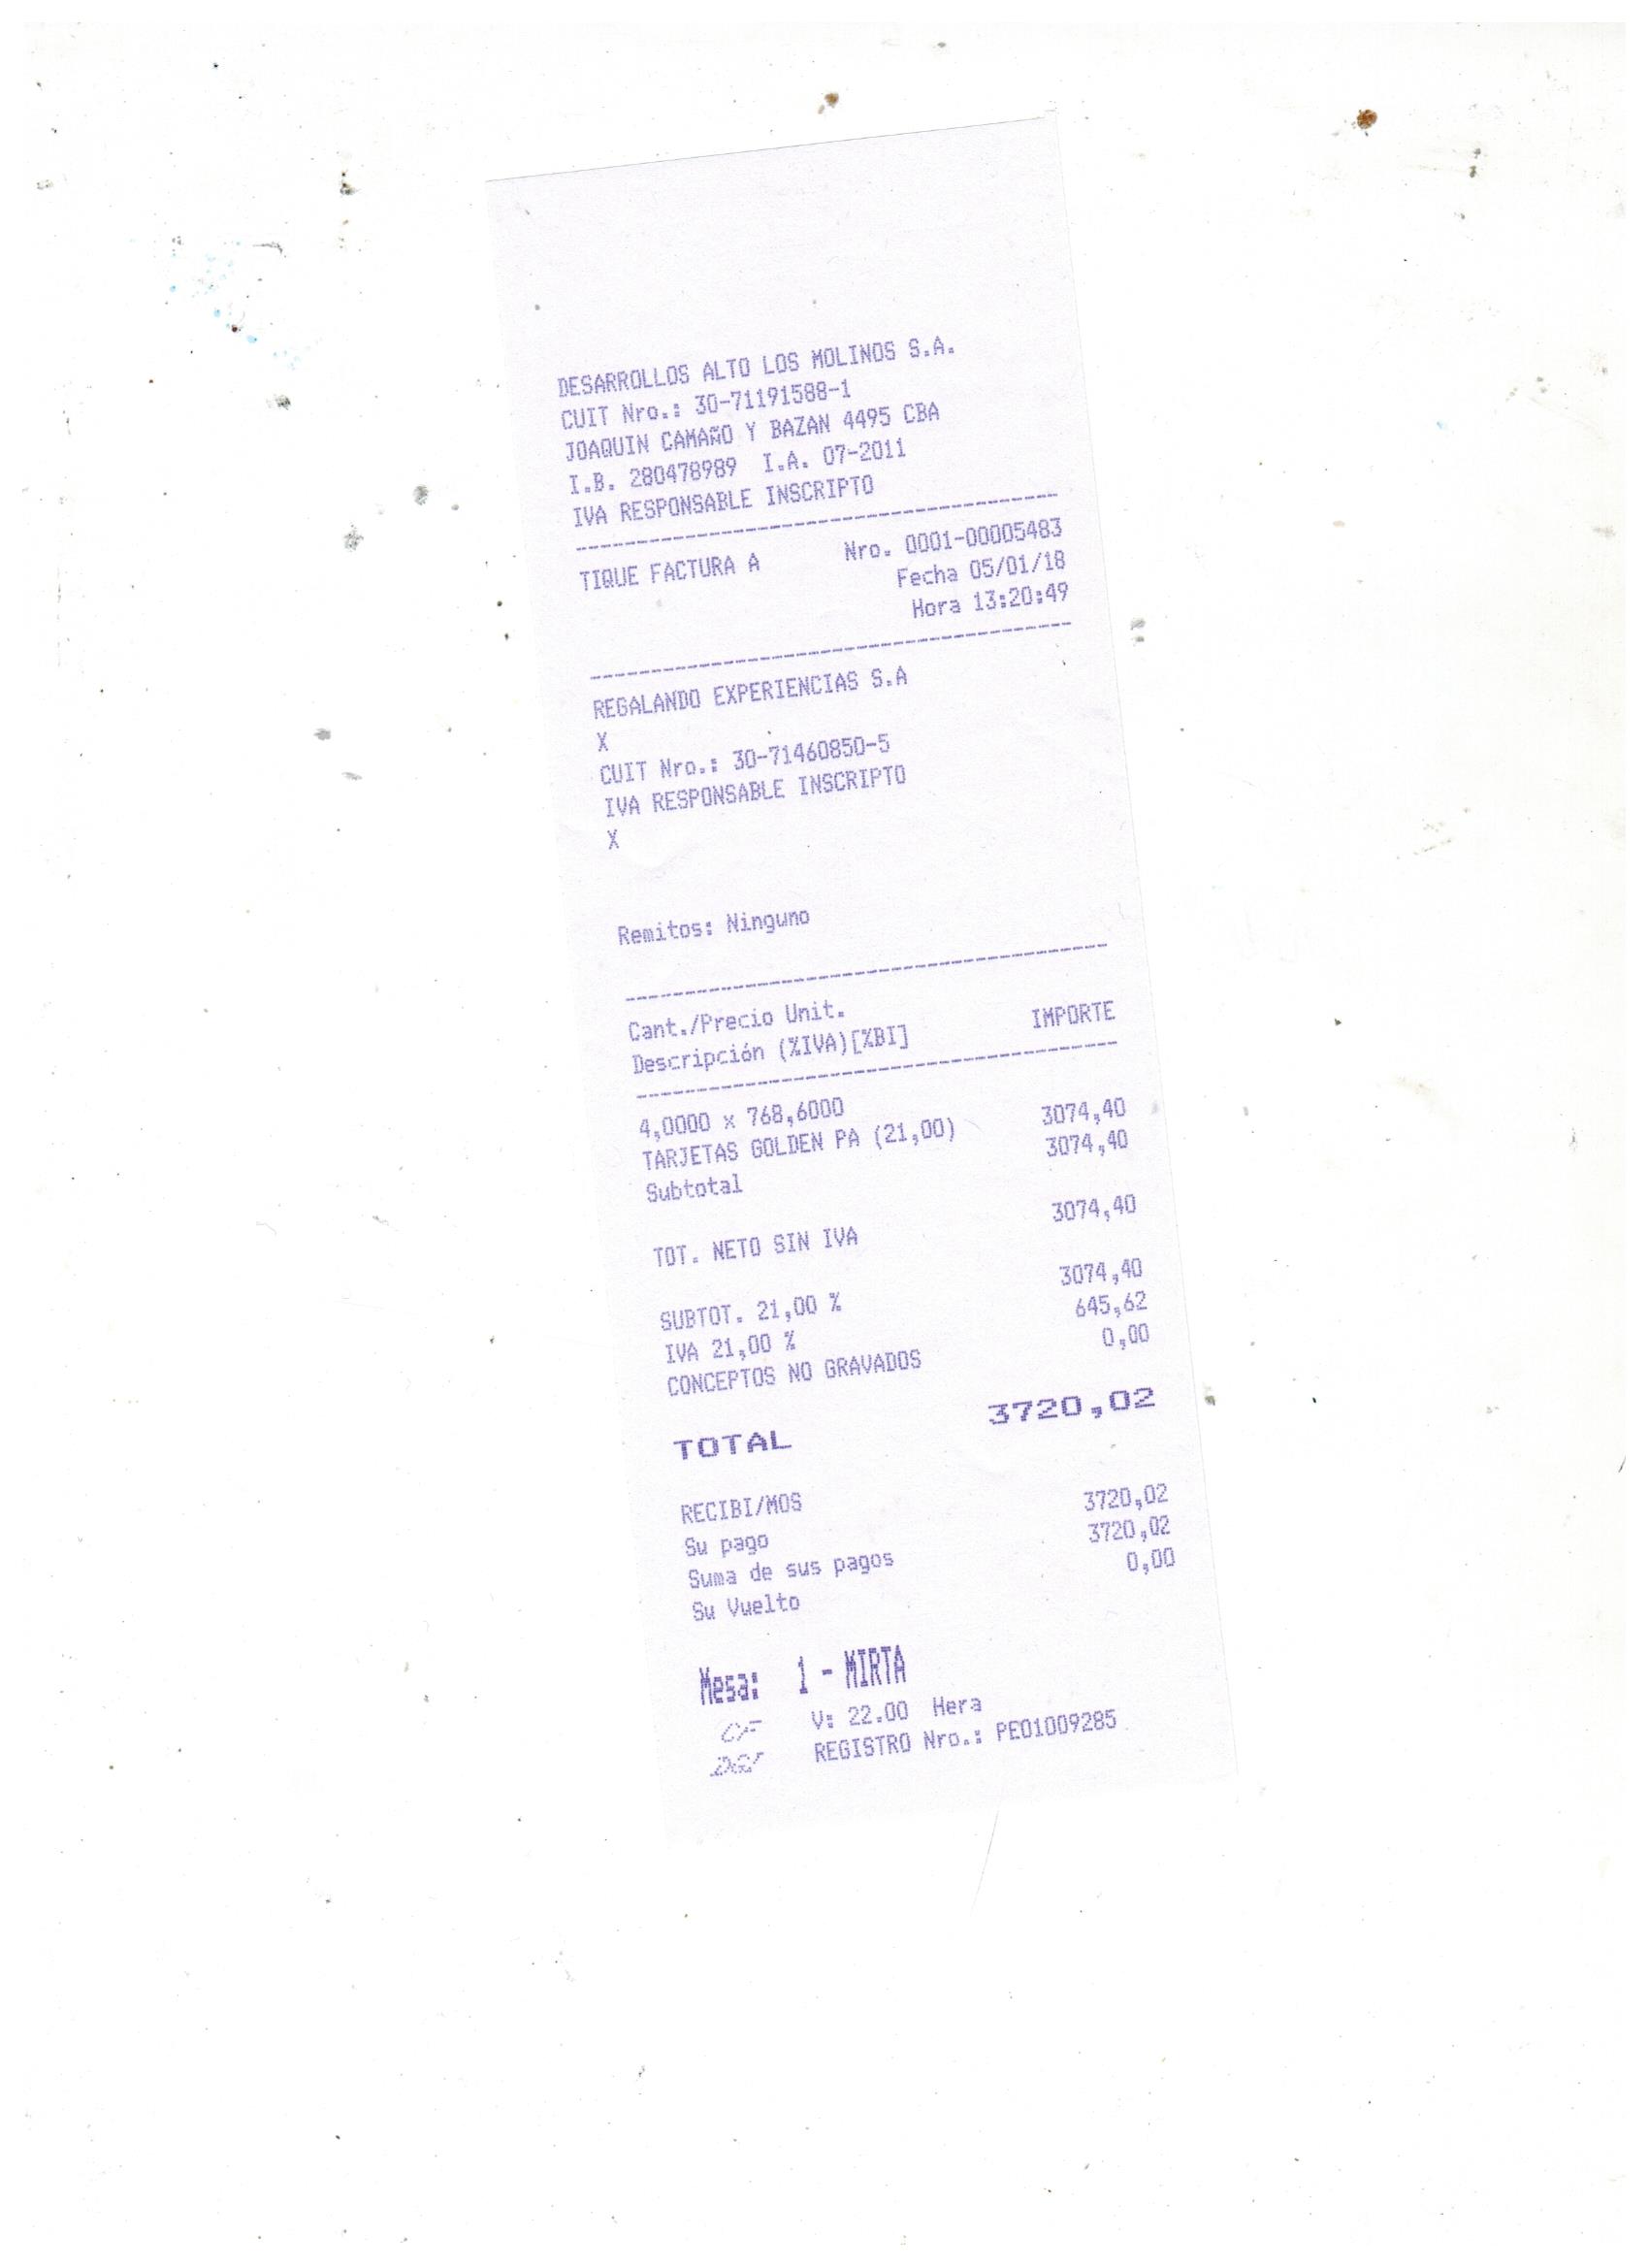 DESARROLLOS ALTO LOS MOLINOS S.A.
CUIT Nro.: 30-71191588-1
JOAQUIN CAMAÑO Y BAZAN 4495 CBA
I.B. 280478989 I.A. 07-2011
IVA RESPONSABLE INSCRIPTO
TIQUE FACTURA A Nro. 0001-00005483
Fecha 05/01/18
Hora 13:20:49
REGALANDO EXPERIENCIAS S.A
X
CUIT Nro.: 30-71460850-5
IVA RESPONSABLE INSCRIPTO
X
Remitos: Ninguno
Cant./Precio Unit.
Descripción (%IVA)[%BI] IMPORTE
4,0000 x 768,6000
TARJETAS GOLDEN PA (21,00) 3074,40
Subtotal 3074,40
TOT. NETO SIN IVA 3074,40
SUBTOT. 21,00 % 3074,40
IVA 21,00 % 645,62
CONCEPTOS NO GRAVADOS 0,00
TOTAL 3720,02
RECIBI/MOS
Su pago 3720,02
Suma de sus pagos 3720,02
Su Vuelto 0,00
Mesa: 1 - MIRTA
CF V: 22.00 Hera
DGI REGISTRO Nro.: PEO1009285